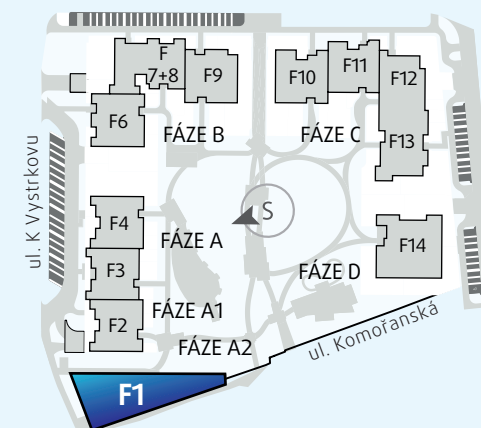 F
7+8
F9
F10
F11
F12
F6
FÁZE B
FÁZE C
F13
ul. K Vystrkovu
F4
FÁZE A
S
F3
F14
FÁZE D
FÁZE A1
F2
FÁZE A2
ul. Komořanská
F1